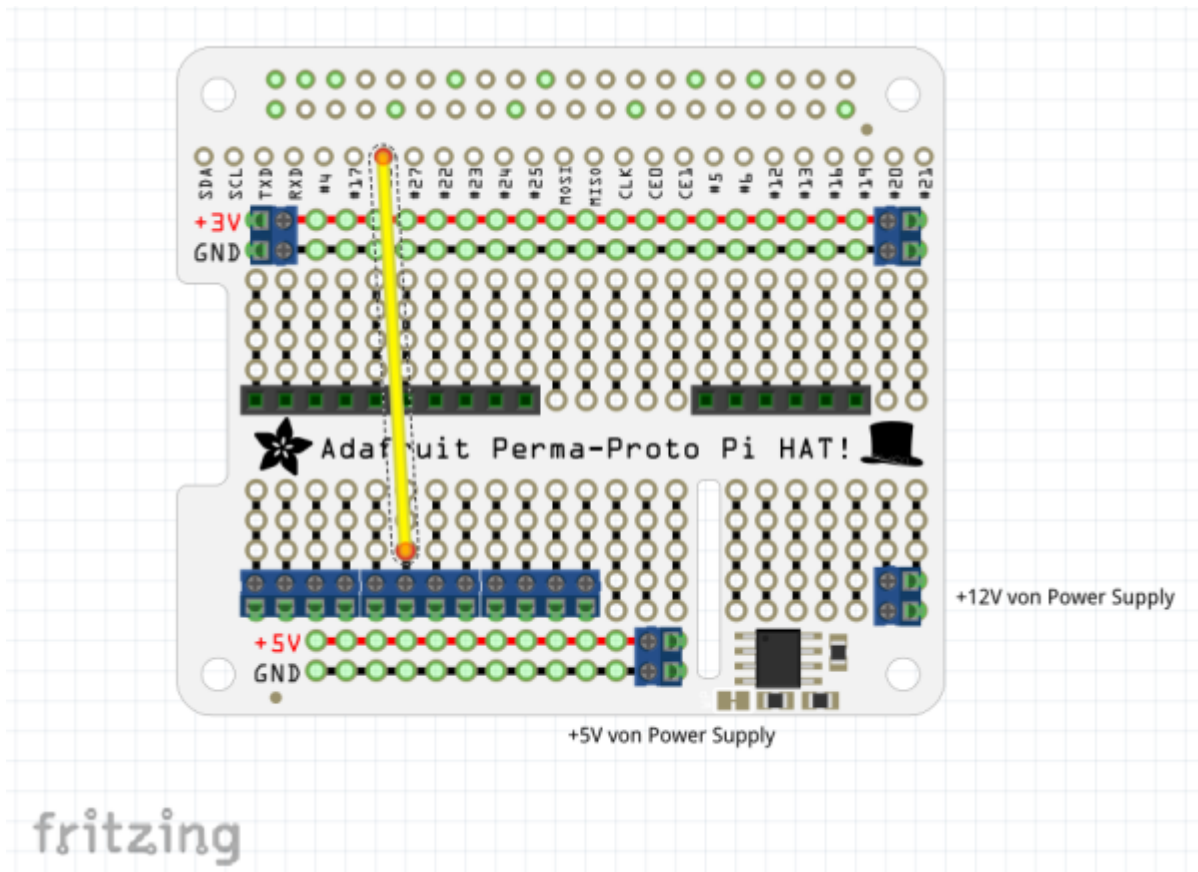 SDA SCL TXD RXD #4 #17 #27 #22 #23 #24 #25 MOSI MISO CLK CE0 CE1 #5 #6 #12 #13 #16 #19 #20 #21
+3V
GND
Adafruit Perma-Proto Pi HAT!
+12V von Power Supply
+5V
GND
+5V von Power Supply
fritzing